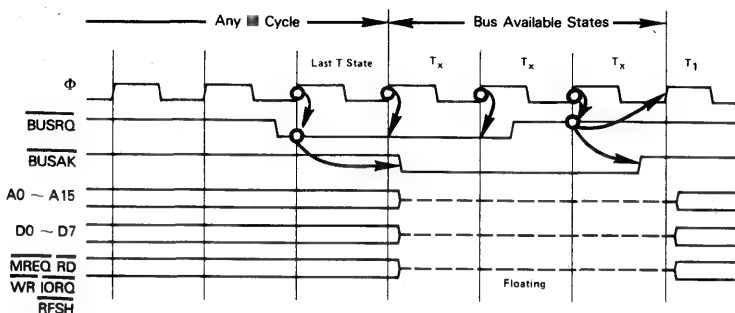 Any Cycle
Bus Available States
Last T State
Tx
Tx
Tx
T1
Φ
BUSRQ
BUSAK
A0 ~ A15
D0 ~ D7
MREQ RD
WR IORQ
RFSH
Floating